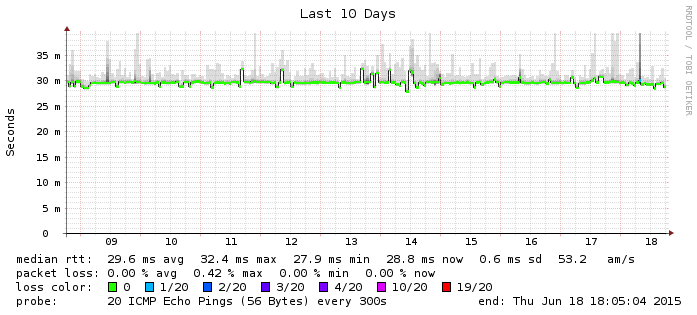 Last 10 Days
RRDTOOL / TOBI OETIKER
Seconds
35 m
30 m
25 m
20 m
15 m
10 m
5 m
0
09 10 11 12 13 14 15 16 17 18
median rtt: 29.6 ms avg 32.4 ms max 27.9 ms min 28.8 ms now 0.6 ms sd 53.2 am/s
packet loss: 0.00 % avg 0.42 % max 0.00 % min 0.00 % now
loss color: 0 1/20 2/20 3/20 4/20 10/20 19/20
probe: 20 ICMP Echo Pings (56 Bytes) every 300s end: Thu Jun 18 18:05:04 2015